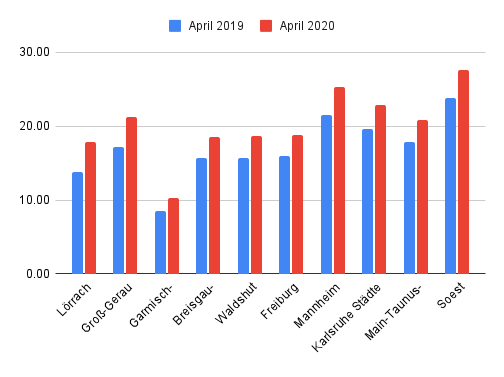 April 2019 April 2020
30.00
20.00
10.00
0.00
Lörrach
Groß-Gerau
Garmisch-
Breisgau-
Waldshut
Freiburg
Mannheim
Karlsruhe Städte
Main-Taunus-
Soest